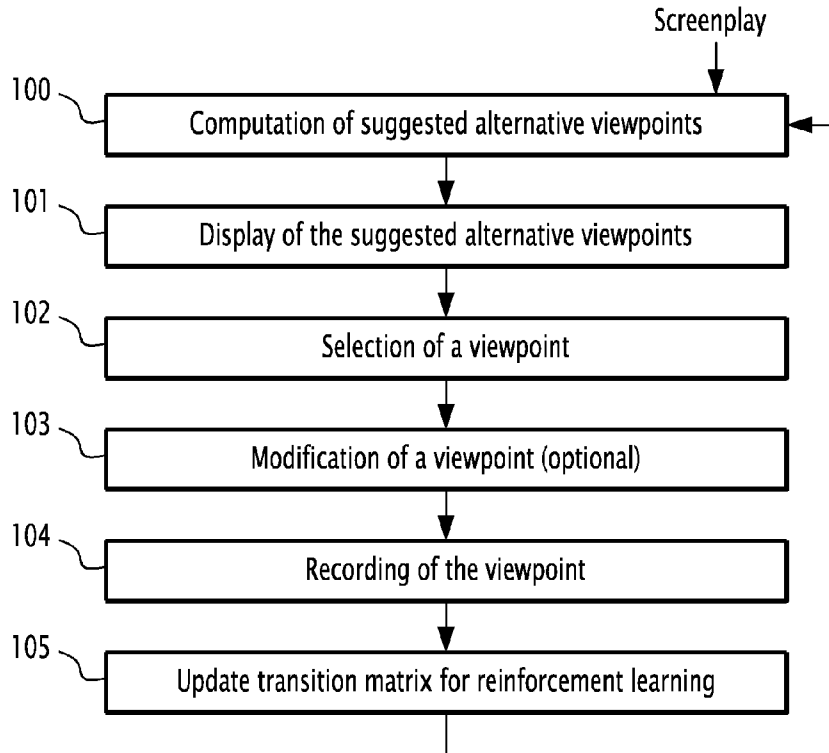 Screenplay
100
Computation of suggested alternative viewpoints
101
Display of the suggested alternative viewpoints
102
Selection of a viewpoint
103
Modification of a viewpoint (optional)
104
Recording of the viewpoint
105
Update transition matrix for reinforcement learning